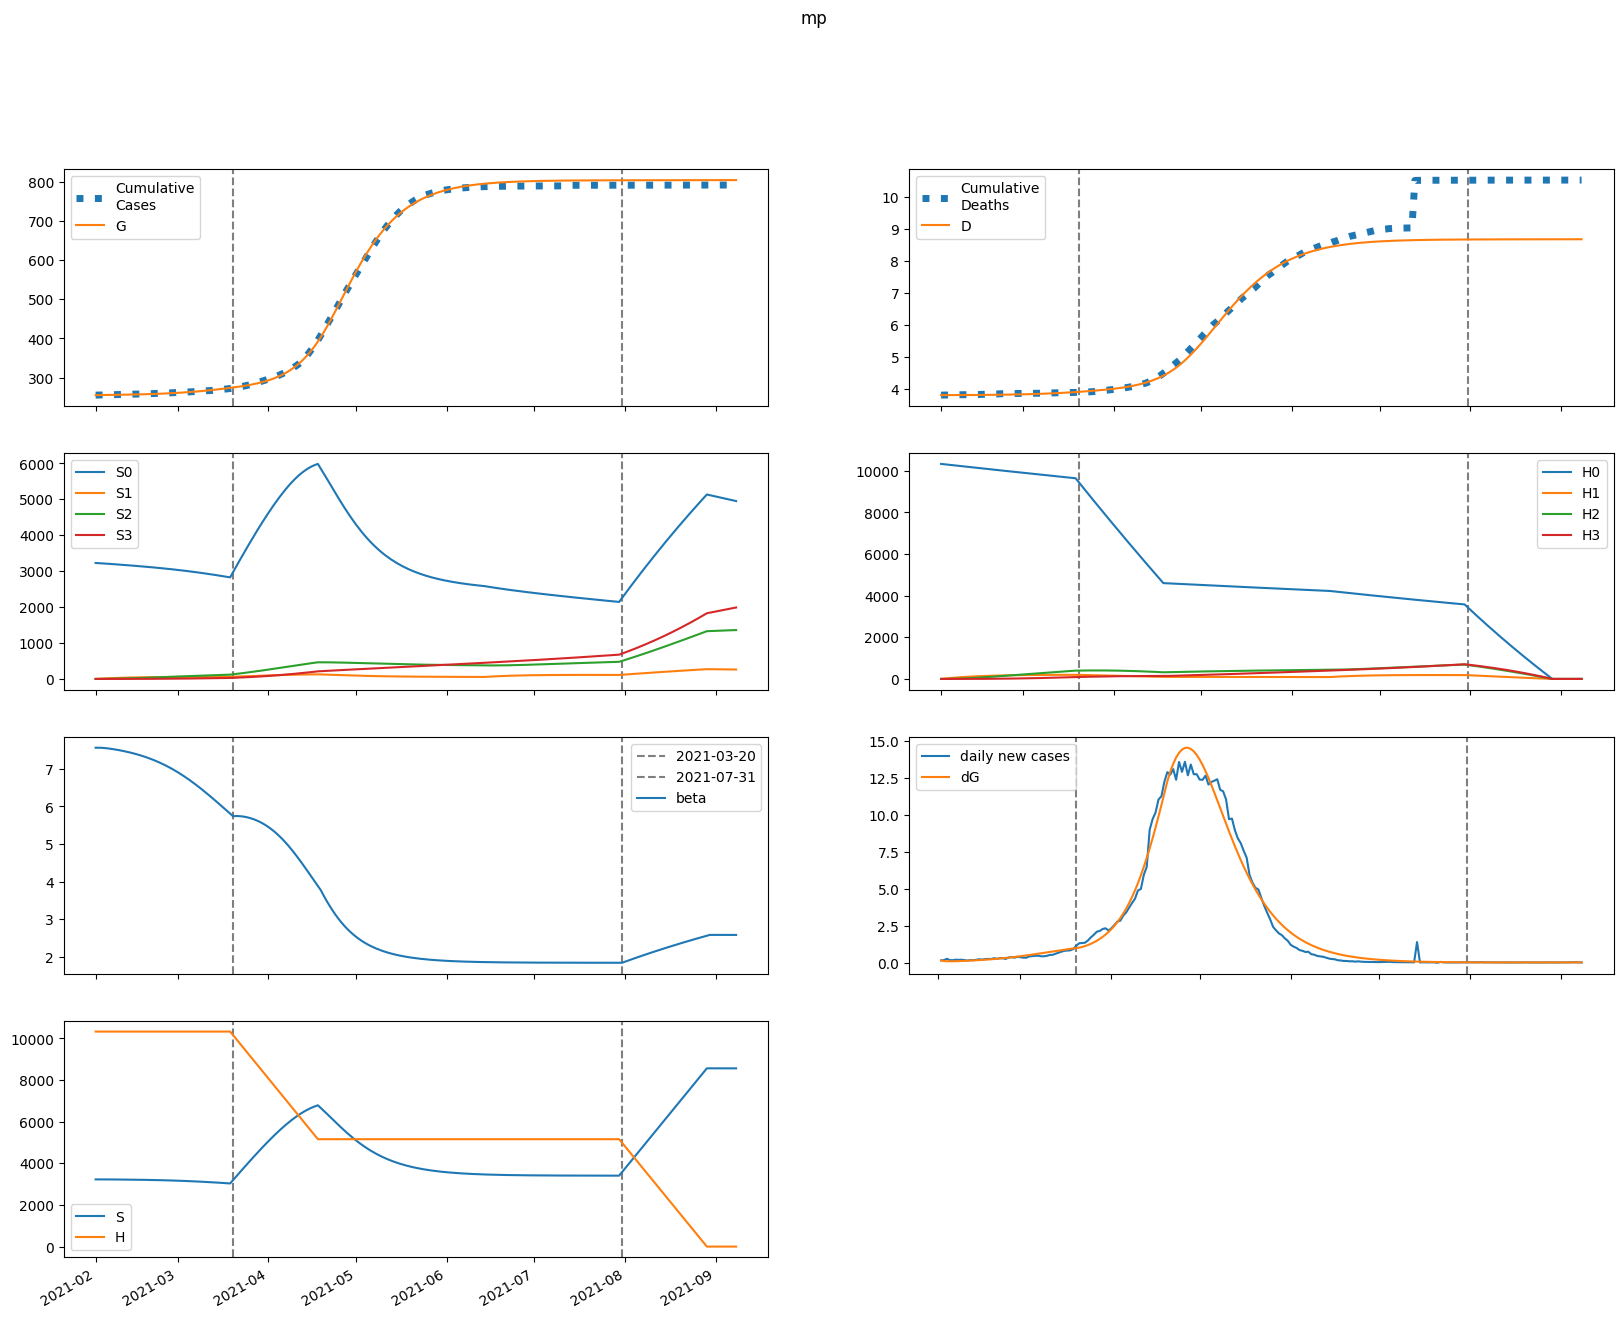 mp
Cumulative
Cases
G
800
700
600
500
400
300
Cumulative
Deaths
D
10
9
8
7
6
5
4
S0
S1
S2
S3
6000
5000
4000
3000
2000
1000
0
H0
H1
H2
H3
10000
8000
6000
4000
2000
0
2021-03-20
2021-07-31
beta
7
6
5
4
3
2
daily new cases
dG
15.0
12.5
10.0
7.5
5.0
2.5
0.0
S
H
10000
8000
6000
4000
2000
0
2021-02
2021-03
2021-04
2021-05
2021-06
2021-07
2021-08
2021-09